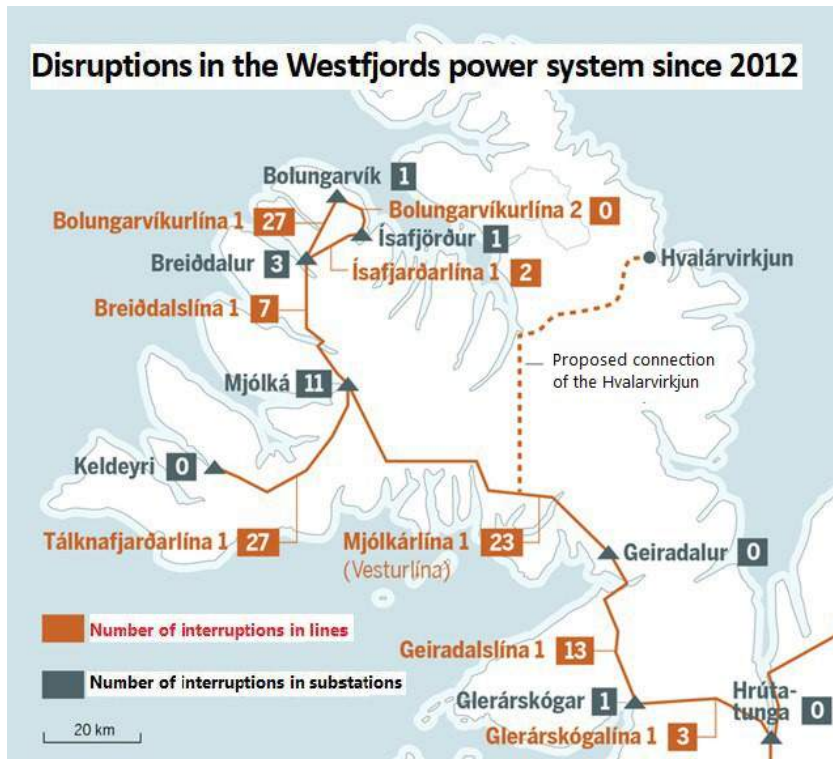 Disruptions in the Westfjords power system since 2012
Bolungarvík 1
Bolungarvíkurlína 1 27
Bolungarvíkurlína 2 0
Ísafjörður 1
Breiðdalur 3
Ísafjarðarlína 1 2
Hvalárvirkjun
Breiðdalslína 1 7
Proposed connection
of the Hvalarvirkjun
Mjólká 11
Keldeyri 0
Tálknafjarðarlína 1 27
Mjólkárlína 1 23
(Vesturlína)
Geiradalur 0
Number of interruptions in lines
Geiradalslína 1 13
Number of interruptions in substations
Glerárskógar 1
Hrúta-
tunga 0
20 km
Glerárskógalína 1 3